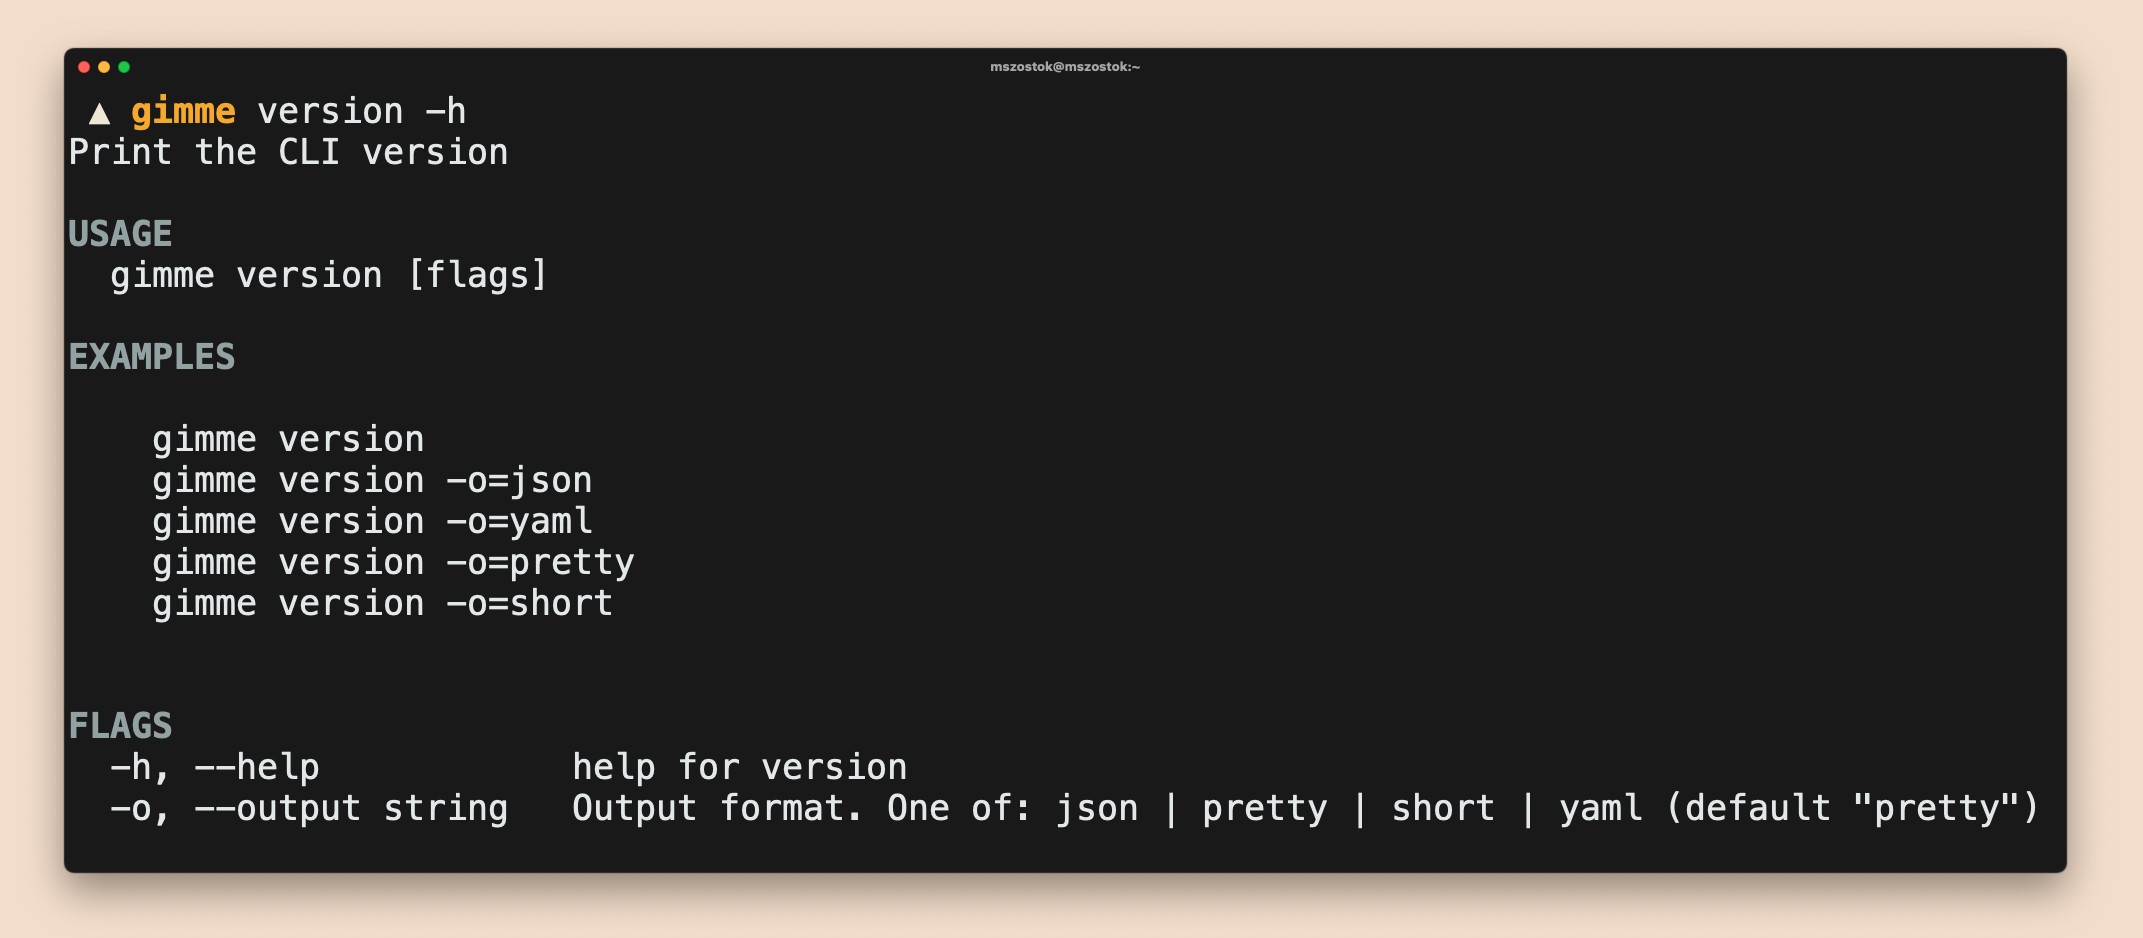 mszostok@mszostok:~
▲ gimme version -h
Print the CLI version
USAGE
gimme version [flags]
EXAMPLES
gimme version
gimme version -o=json
gimme version -o=yaml
gimme version -o=pretty
gimme version -o=short
FLAGS
-h, --help help for version
-o, --output string Output format. One of: json | pretty | short | yaml (default "pretty")